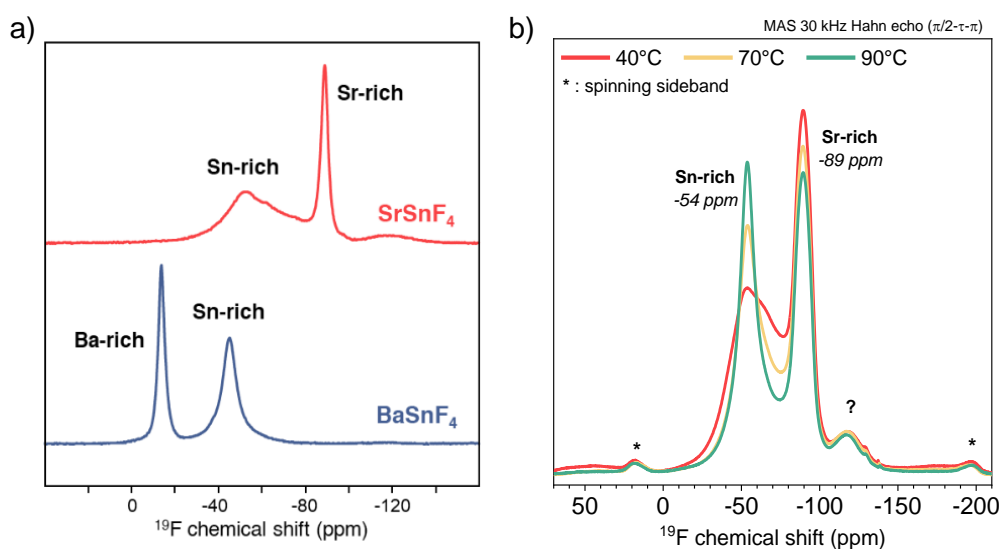 a)
Sr-rich
Sn-rich
SrSnF₄
Ba-rich
Sn-rich
BaSnF₄
0 -40 -80 -120
¹⁹F chemical shift (ppm)
b)
MAS 30 kHz Hahn echo (π/2-τ-π)
40°C 70°C 90°C
* : spinning sideband
Sr-rich
-89 ppm
Sn-rich
-54 ppm
?
* *
50 0 -50 -100 -150 -200
¹⁹F chemical shift (ppm)